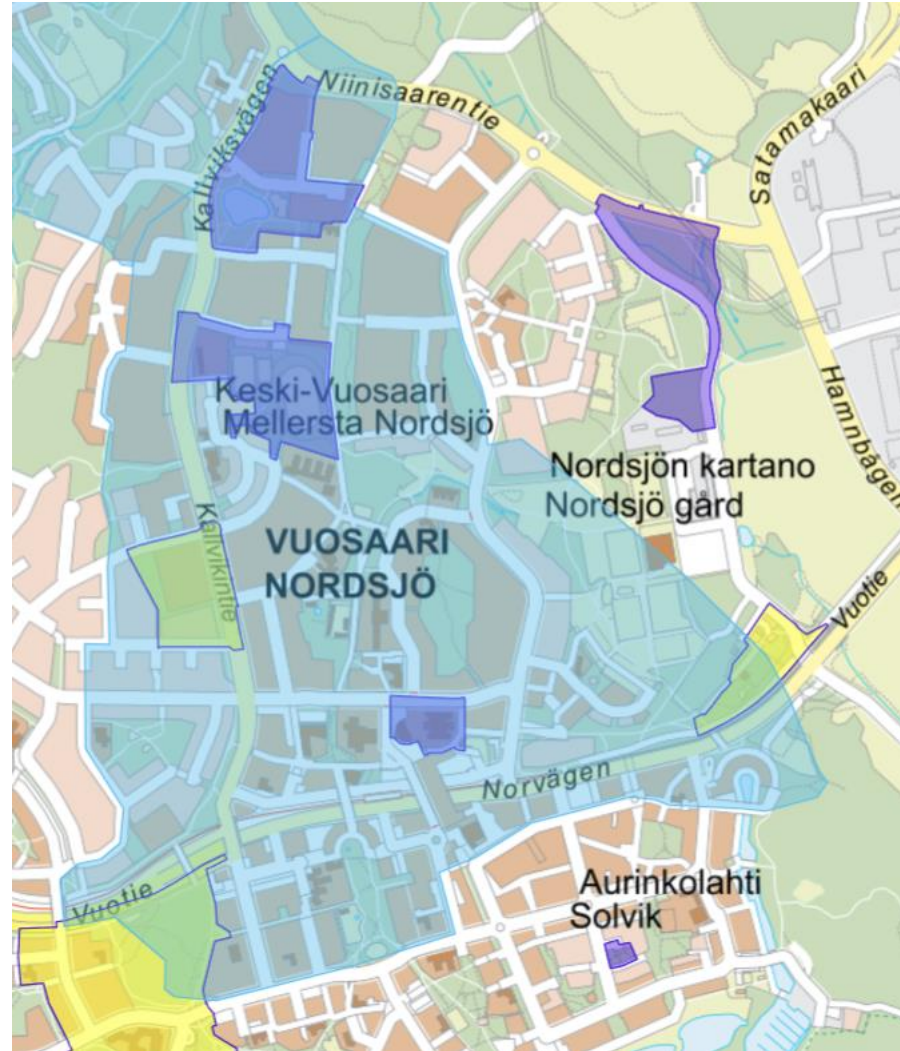 Kallviksvägen
Niinisaarentie
Satamakaari
Hamnbågen
Keski-Vuosaari
Mellersta Nordsjö
Nordsjön kartano
Nordsjö gård
Kallvikintie
VUOSAARI
NORDSJÖ
Vuotie
Norvägen
Vuotie
Aurinkolahti
Solvik